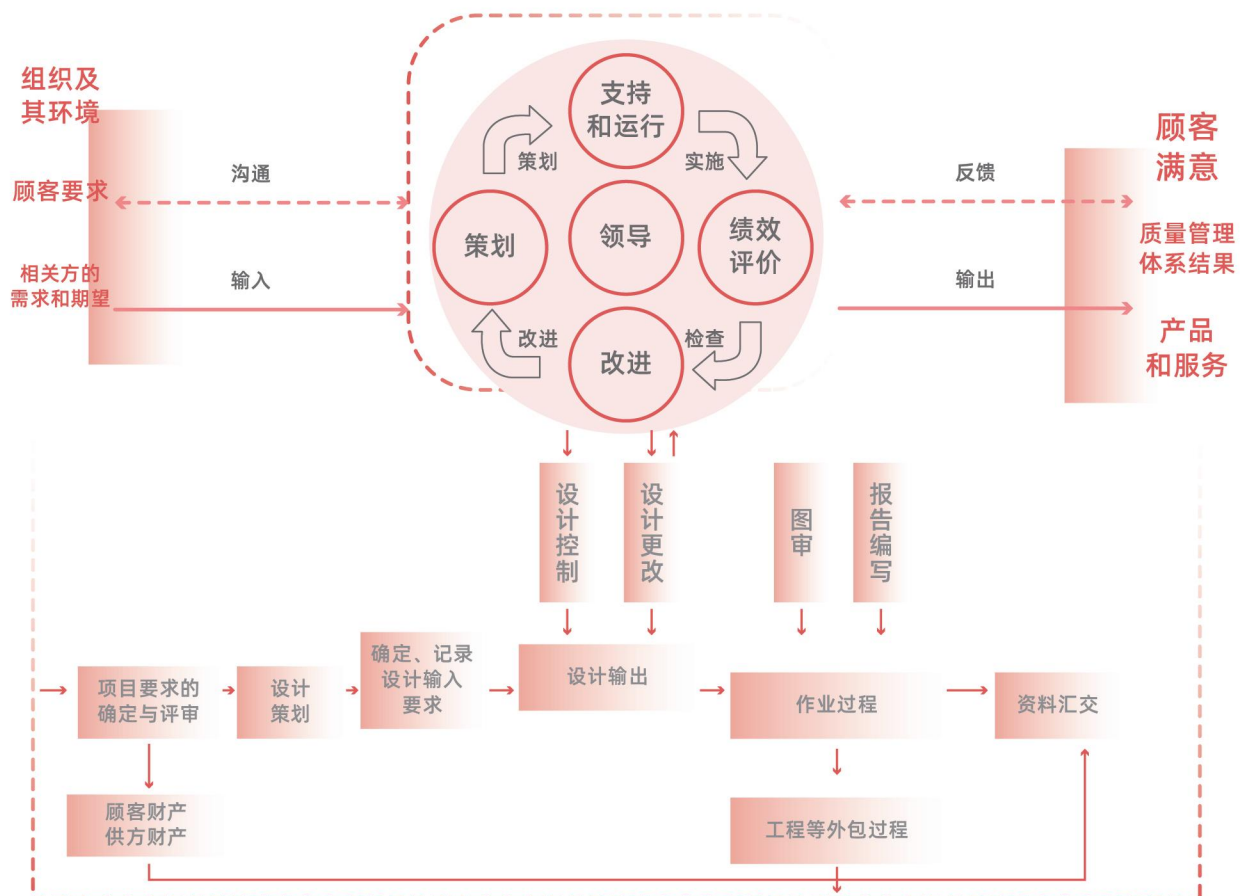 组织及
其环境
顾客要求
相关方的
需求和期望
沟通
输入
支持
和运行
策划
实施
策划
领导
绩效
评价
改进
检查
改进
反馈
输出
顾客
满意
质量管理
体系结果
产品
和服务
设计控制
设计更改
图审
报告编写
项目要求的
确定与评审
设计
策划
确定、记录
设计输入
要求
设计输出
作业过程
资料汇交
顾客财产
供方财产
工程等外包过程